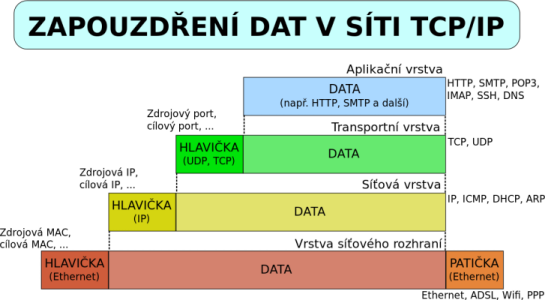 ZAPOUZDŘENÍ DAT V SÍTI TCP/IP
Aplikační vrstva
DATA
(např. HTTP, SMTP a další)
HTTP, SMTP, POP3,
IMAP, SSH, DNS
Zdrojový port,
cílový port, ...
Transportní vrstva
HLAVIČKA
(UDP, TCP)
DATA
TCP, UDP
Zdrojová IP,
cílová IP, ...
Síťová vrstva
HLAVIČKA
(IP)
DATA
IP, ICMP, DHCP, ARP
Zdrojová MAC,
cílová MAC, ...
Vrstva síťového rozhraní
HLAVIČKA
(Ethernet)
DATA
PATIČKA
(Ethernet)
Ethernet, ADSL, Wifi, PPP